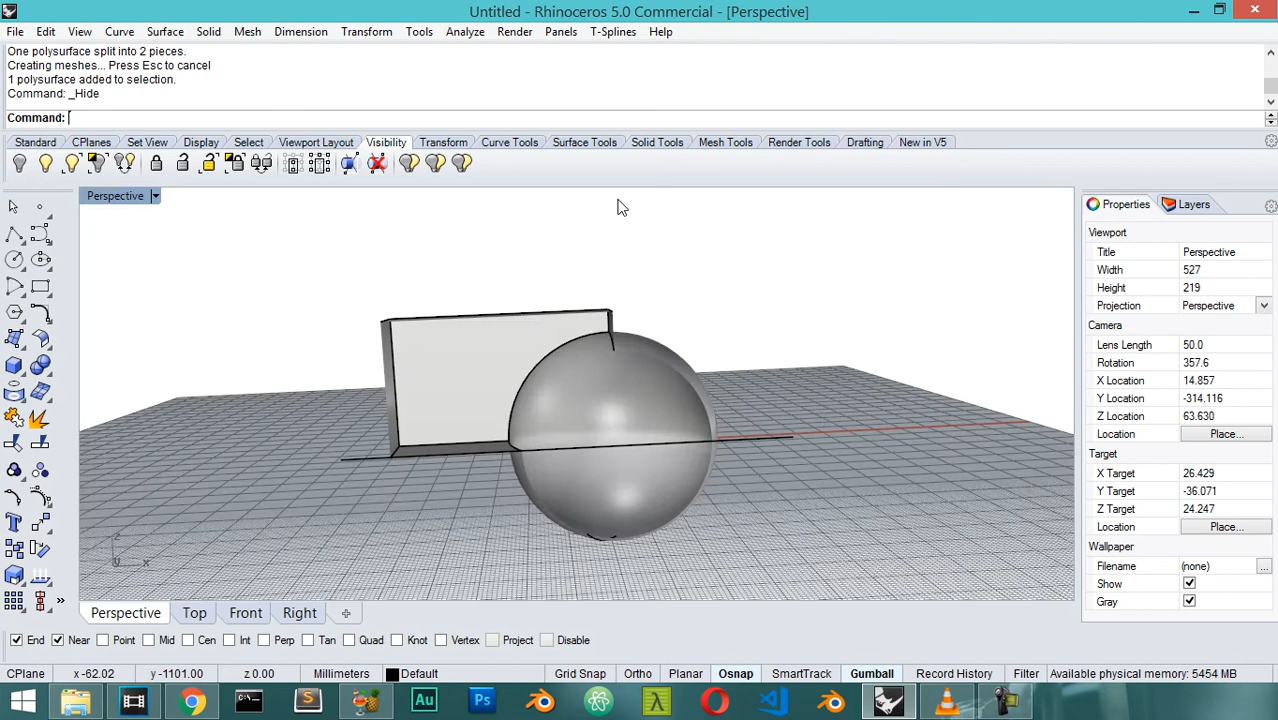 Untitled - Rhinoceros 5.0 Commercial - [Perspective]
File Edit View Curve Surface Solid Mesh Dimension Transform Tools Analyze Render Panels T-Splines Help
One polysurface split into 2 pieces.
Creating meshes... Press Esc to cancel
1 polysurface added to selection.
Command: _Hide
Command:
Standard CPlanes Set View Display Select Viewport Layout Visibility Transform Curve Tools Surface Tools Solid Tools Mesh Tools Render Tools Drafting New in V5
Perspective
Properties Layers
Viewport
Title Perspective
Width 527
Height 219
Projection Perspective
Camera
Lens Length 50.0
Rotation 357.6
X Location 14.857
Y Location -314.116
Z Location 63.630
Location Place...
Target
X Target 26.429
Y Target -36.071
Z Target 24.247
Location Place...
Wallpaper
Filename (none) ...
Show
Gray
z
x
Perspective Top Front Right
End Near Point Mid Cen Int Perp Tan Quad Knot Vertex Project Disable
CPlane x -62.02 y -1101.00 z 0.00 Millimeters Default Grid Snap Ortho Planar Osnap SmartTrack Gumball Record History Filter Available physical memory: 5454 MB
Au Ps